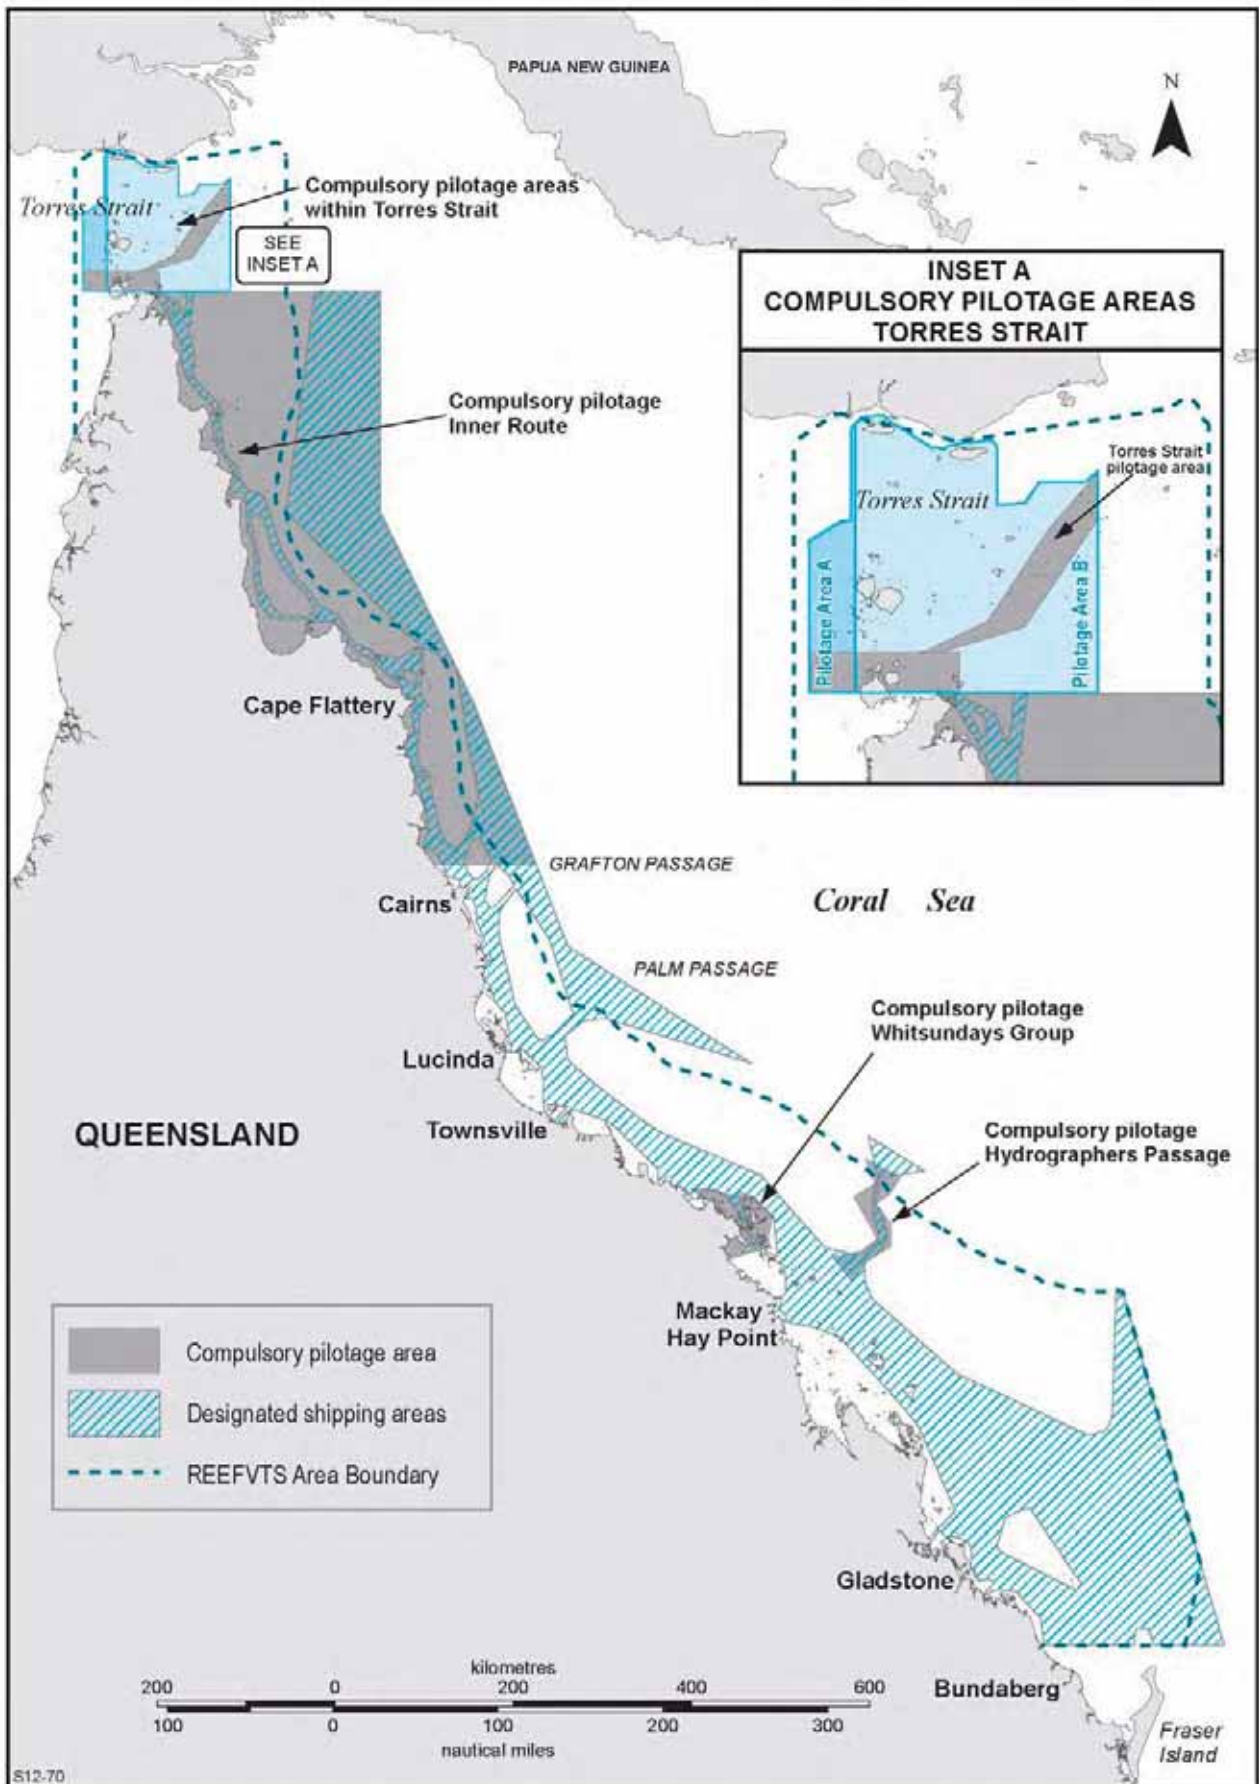 PAPUA NEW GUINEA
N
Torres Strait
Compulsory pilotage areas
within Torres Strait
SEE
INSET A
INSET A
COMPULSORY PILOTAGE AREAS
TORRES STRAIT
Compulsory pilotage
Inner Route
Torres Strait
pilotage area
Torres Strait
Pilotage Area A
Pilotage Area B
Cape Flattery
GRAFTON PASSAGE
Cairns
Coral Sea
PALM PASSAGE
Compulsory pilotage
Whitsundays Group
Lucinda
QUEENSLAND
Townsville
Compulsory pilotage
Hydrographers Passage
Mackay
Hay Point
Compulsory pilotage area
Designated shipping areas
REEFVTS Area Boundary
Gladstone
kilometres
200 0 200 400 600
100 0 100 200 300
nautical miles
Bundaberg
Fraser
Island
S12-70